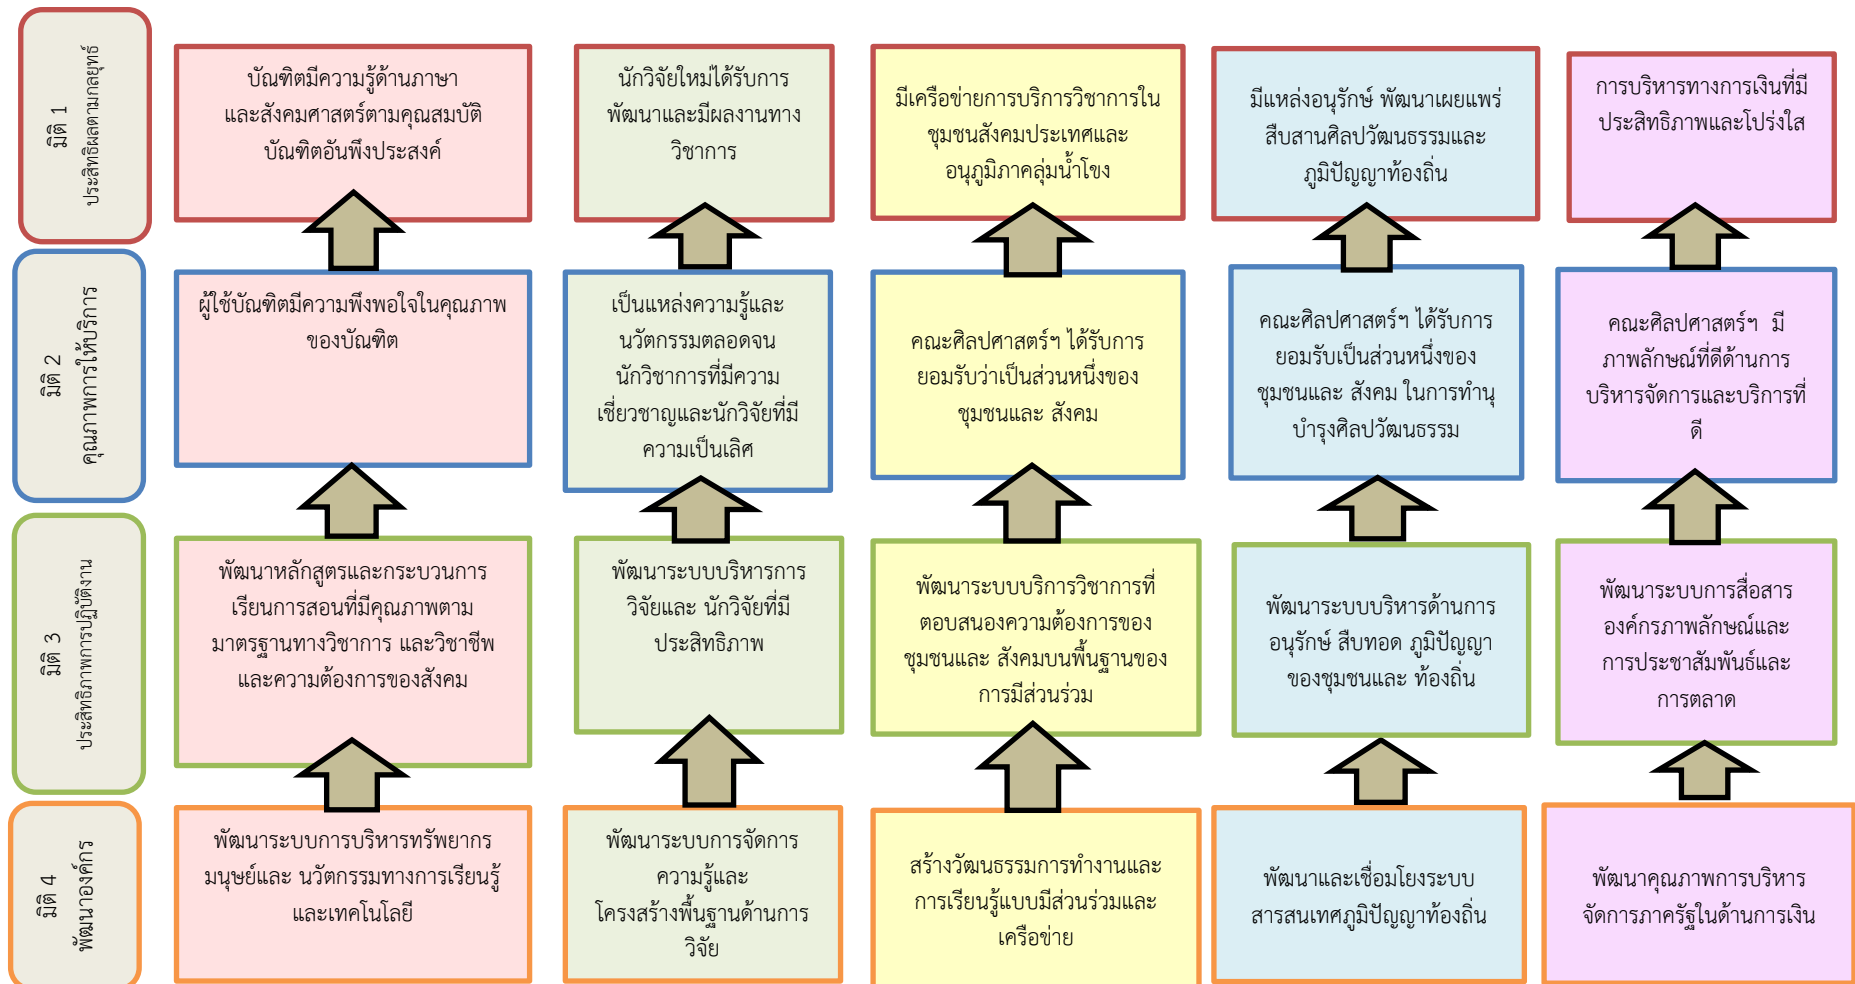 มิติ 1
ประสิทธิผลตามกลยุทธ์
บัณฑิตมีความรู้ด้านภาษา
และสังคมศาสตร์ตามคุณสมบัติ
บัณฑิตอันพึงประสงค์
นักวิจัยใหม่ได้รับการ
พัฒนาและมีผลงานทาง
วิชาการ
มีเครือข่ายการบริการวิชาการใน
ชุมชนสังคมประเทศและ
อนุภูมิภาคลุ่มน้ำโขง
มีแหล่งอนุรักษ์ พัฒนาเผยแพร่
สืบสานศิลปวัฒนธรรมและ
ภูมิปัญญาท้องถิ่น
การบริหารทางการเงินที่มี
ประสิทธิภาพและโปร่งใส
มิติ 2
คุณภาพการให้บริการ
ผู้ใช้บัณฑิตมีความพึงพอใจในคุณภาพ
ของบัณฑิต
เป็นแหล่งความรู้และ
นวัตกรรมตลอดจน
นักวิชาการที่มีความ
เชี่ยวชาญและนักวิจัยที่มี
ความเป็นเลิศ
คณะศิลปศาสตร์ฯ ได้รับการ
ยอมรับว่าเป็นส่วนหนึ่งของ
ชุมชนและ สังคม
คณะศิลปศาสตร์ฯ ได้รับการ
ยอมรับเป็นส่วนหนึ่งของ
ชุมชนและ สังคม ในการทำนุ
บำรุงศิลปวัฒนธรรม
คณะศิลปศาสตร์ฯ  มี
ภาพลักษณ์ที่ดีด้านการ
บริหารจัดการและบริการที่
ดี
มิติ 3
ประสิทธิภาพการปฏิบัติงาน
พัฒนาหลักสูตรและกระบวนการ
เรียนการสอนที่มีคุณภาพตาม
มาตรฐานทางวิชาการ และวิชาชีพ
และความต้องการของสังคม
พัฒนาระบบบริหารการ
วิจัยและ นักวิจัยที่มี
ประสิทธิภาพ
พัฒนาระบบบริการวิชาการที่
ตอบสนองความต้องการของ
ชุมชนและ สังคมบนพื้นฐานของ
การมีส่วนร่วม
พัฒนาระบบบริหารด้านการ
อนุรักษ์ สืบทอด ภูมิปัญญา
ของชุมชนและ ท้องถิ่น
พัฒนาระบบการสื่อสาร
องค์กรภาพลักษณ์และ
การประชาสัมพันธ์และ
การตลาด
มิติ 4
พัฒนาองค์กร
พัฒนาระบบการบริหารทรัพยากร
มนุษย์และ นวัตกรรมทางการเรียนรู้
และเทคโนโลยี
พัฒนาระบบการจัดการ
ความรู้และ
โครงสร้างพื้นฐานด้านการ
วิจัย
สร้างวัฒนธรรมการทำงานและ
การเรียนรู้แบบมีส่วนร่วมและ
เครือข่าย
พัฒนาและเชื่อมโยงระบบ
สารสนเทศภูมิปัญญาท้องถิ่น
พัฒนาคุณภาพการบริหาร
จัดการภาครัฐในด้านการเงิน